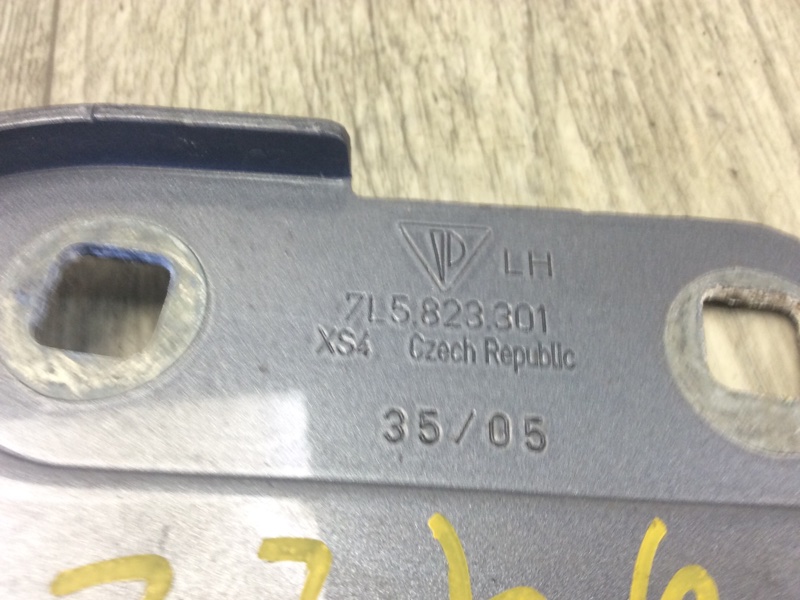 LH
7L5.823.301
XS4 Czech Republic
35/05